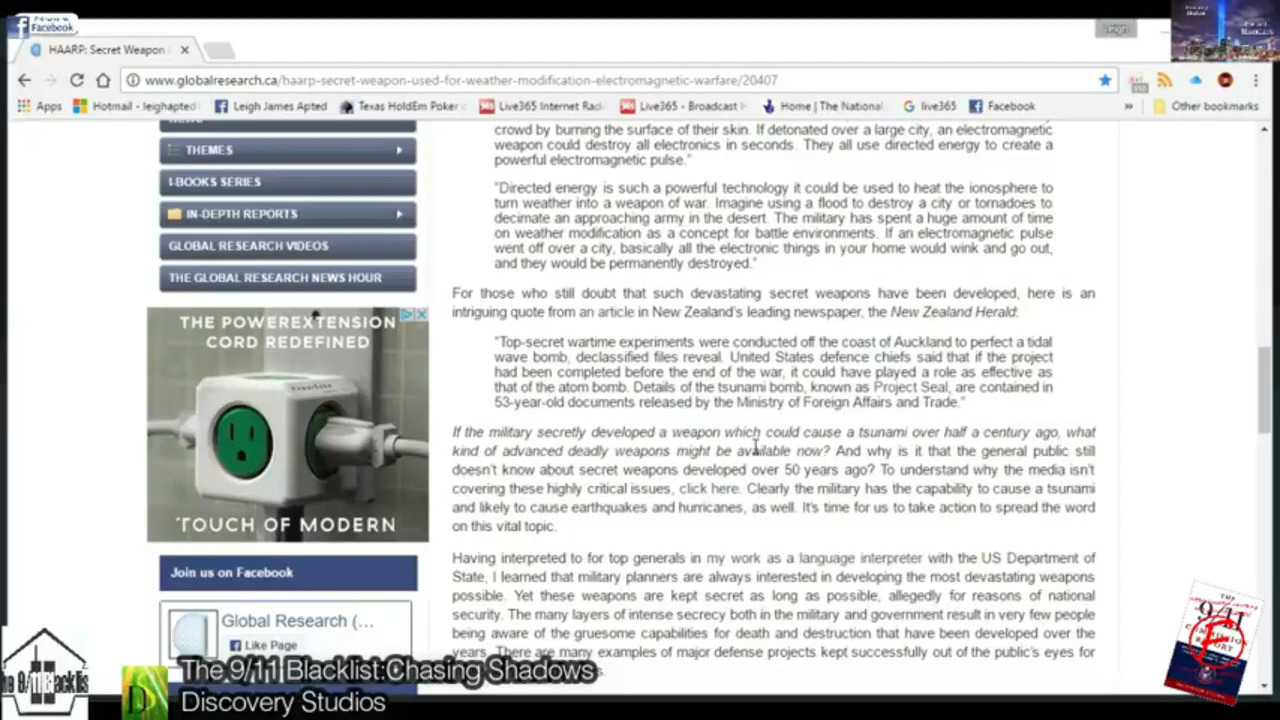 Facebook
HAARP: Secret Weapon
www.globalresearch.ca/haarp-secret-weapon-used-for-weather-modification-electromagnetic-warfare/20407
Apps
Hotmail - leighapted
Leigh James Apted
Texas HoldEm Poker
Live365 Internet Rad
Live365 - Broadcast
Home | The National
live365
Facebook
»
Other bookmarks
THEMES
I-BOOKS SERIES
IN-DEPTH REPORTS
GLOBAL RESEARCH VIDEOS
THE GLOBAL RESEARCH NEWS HOUR
THE POWEREXTENSION
CORD REDEFINED
TOUCH OF MODERN
Join us on Facebook
Global Research (...
Like Page
crowd by burning the surface of their skin. If detonated over a large city, an electromagnetic
weapon could destroy all electronics in seconds. They all use directed energy to create a
powerful electromagnetic pulse."
"Directed energy is such a powerful technology it could be used to heat the ionosphere to
turn weather into a weapon of war. Imagine using a flood to destroy a city or tornadoes to
decimate an approaching army in the desert. The military has spent a huge amount of time
on weather modification as a concept for battle environments. If an electromagnetic pulse
went off over a city, basically all the electronic things in your home would wink and go out,
and they would be permanently destroyed."
For those who still doubt that such devastating secret weapons have been developed, here is an
intriguing quote from an article in New Zealand's leading newspaper, the New Zealand Herald:
"Top-secret wartime experiments were conducted off the coast of Auckland to perfect a tidal
wave bomb, declassified files reveal. United States defence chiefs said that if the project
had been completed before the end of the war, it could have played a role as effective as
that of the atom bomb. Details of the tsunami bomb, known as Project Seal, are contained in
53-year-old documents released by the Ministry of Foreign Affairs and Trade."
If the military secretly developed a weapon which could cause a tsunami over half a century ago, what
kind of advanced deadly weapons might be available now? And why is it that the general public still
doesn't know about secret weapons developed over 50 years ago? To understand why the media isn't
covering these highly critical issues, click here. Clearly the military has the capability to cause a tsunami
and likely to cause earthquakes and hurricanes, as well. It's time for us to take action to spread the word
on this vital topic.
Having interpreted to for top generals in my work as a language interpreter with the US Department of
State, I learned that military planners are always interested in developing the most devastating weapons
possible. Yet these weapons are kept secret as long as possible, allegedly for reasons of national
security. The many layers of intense secrecy both in the military and government result in very few people
being aware of the gruesome capabilities for death and destruction that have been developed over the
years. There are many examples of major defense projects kept successfully out of the public's eyes for
The 9/11 Blacklist:Chasing Shadows
Discovery Studios
The 9/11 Blacklist
THE
9/11
COMMISSION
REPORT